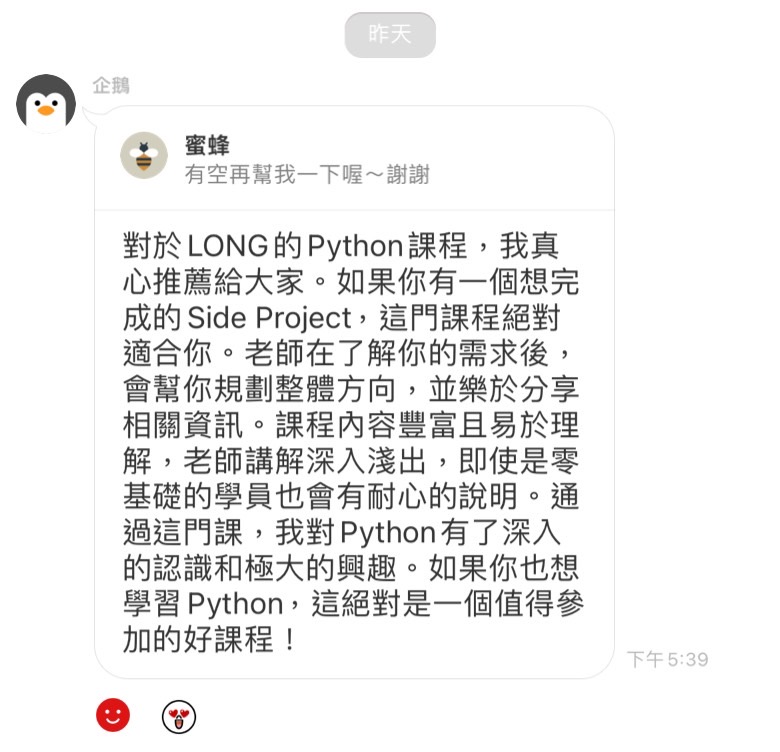 昨天
企鵝
蜜蜂
有空再幫我一下喔～謝謝
對於LONG的Python課程，我真
心推薦給大家。如果你有一個想完
成的Side Project，這門課程絕對
適合你。老師在了解你的需求後，
會幫你規劃整體方向，並樂於分享
相關資訊。課程內容豐富且易於理
解，老師講解深入淺出，即使是零
基礎的學員也會有耐心的說明。通
過這門課，我對Python有了深入
的認識和極大的興趣。如果你也想
學習Python，這絕對是一個值得參
加的好課程！
下午5:39